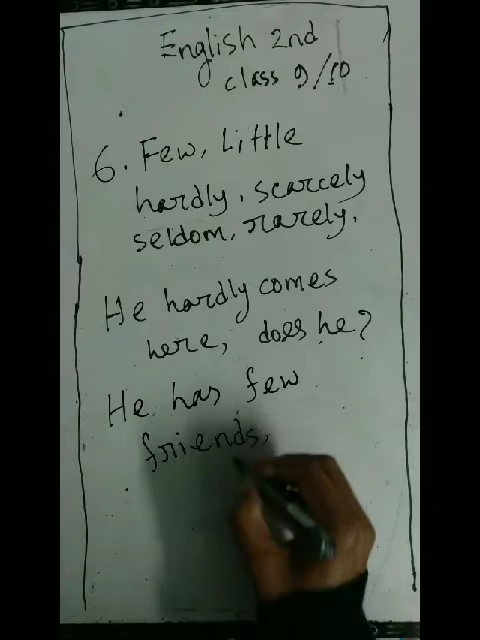 English 2nd
class 9/10
6. Few, Little
hardly, scarcely
seldom, rarely.
He hardly comes
here, does he?
He has few
friends,